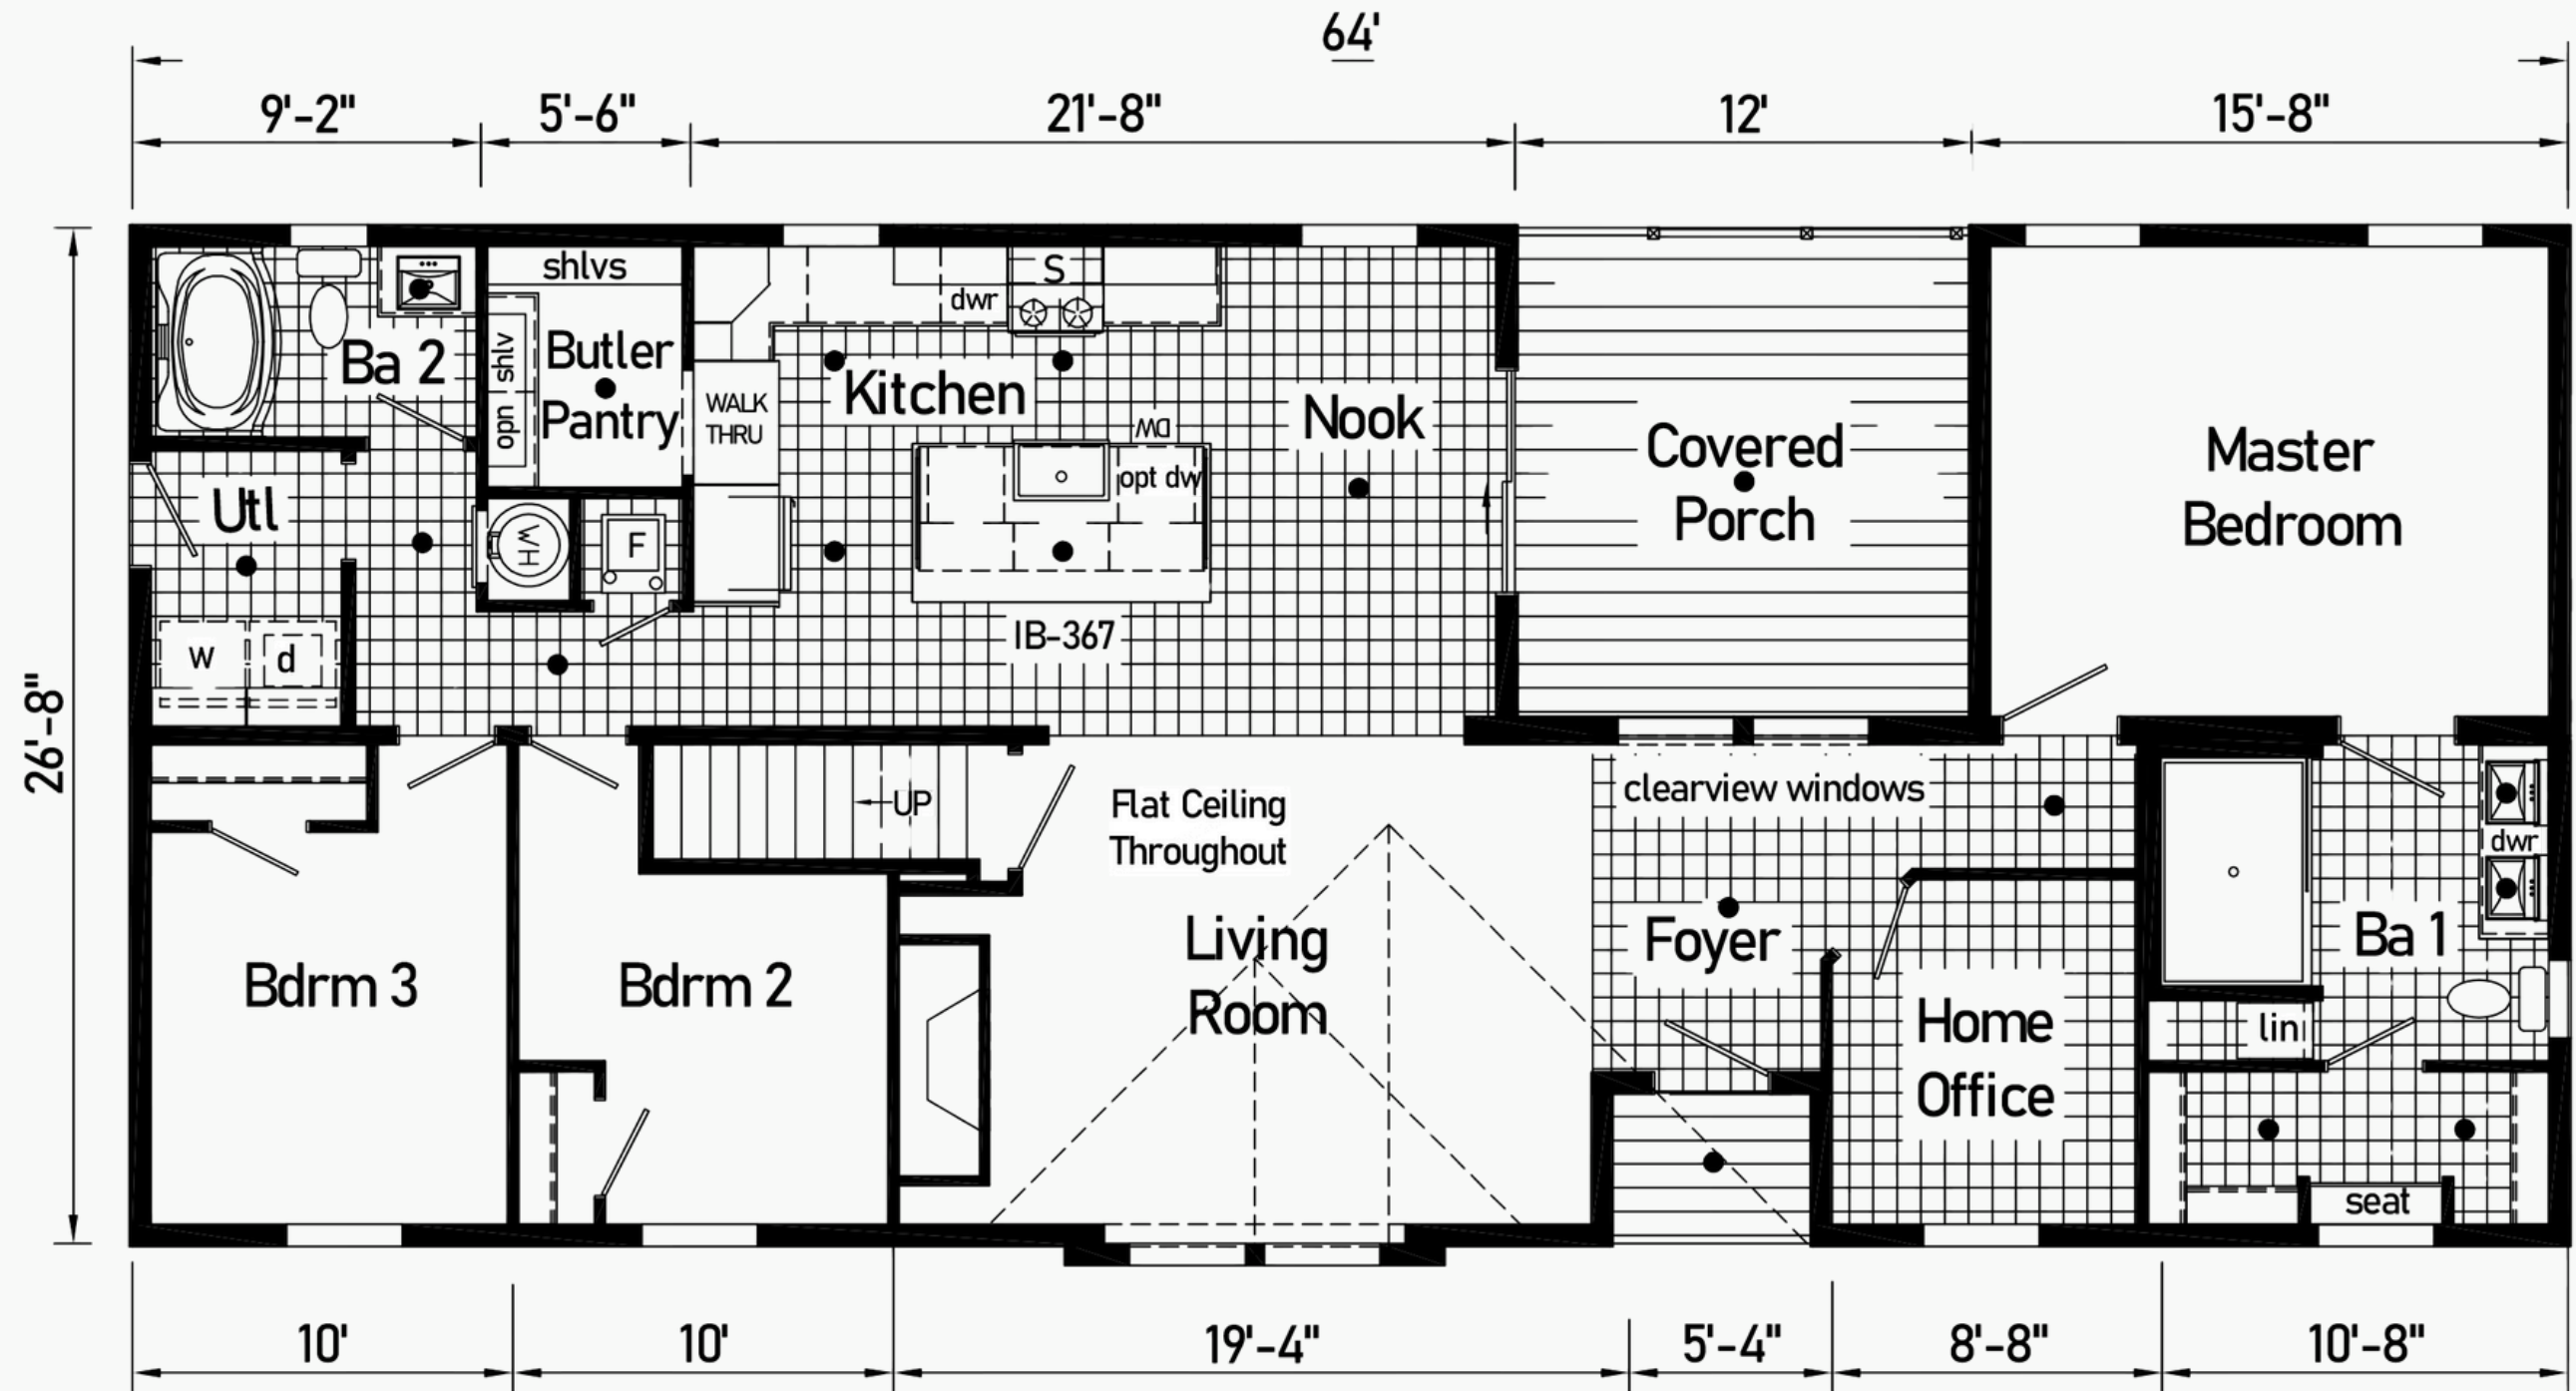 64'
9'-2"
5'-6"
21'-8"
12'
15'-8"
26'-8"
Ba 2
shlvs
opn shlv
Butler
Pantry
WALK
THRU
dwr
S
Kitchen
DW
opt dw
Nook
Covered
Porch
Master
Bedroom
Utl
WH
F
W
d
IB-367
UP
Flat Ceiling
Throughout
clearview windows
dwr
Bdrm 3
Bdrm 2
Living
Room
Foyer
Home
Office
Ba 1
lin
seat
10'
10'
19'-4"
5'-4"
8'-8"
10'-8"